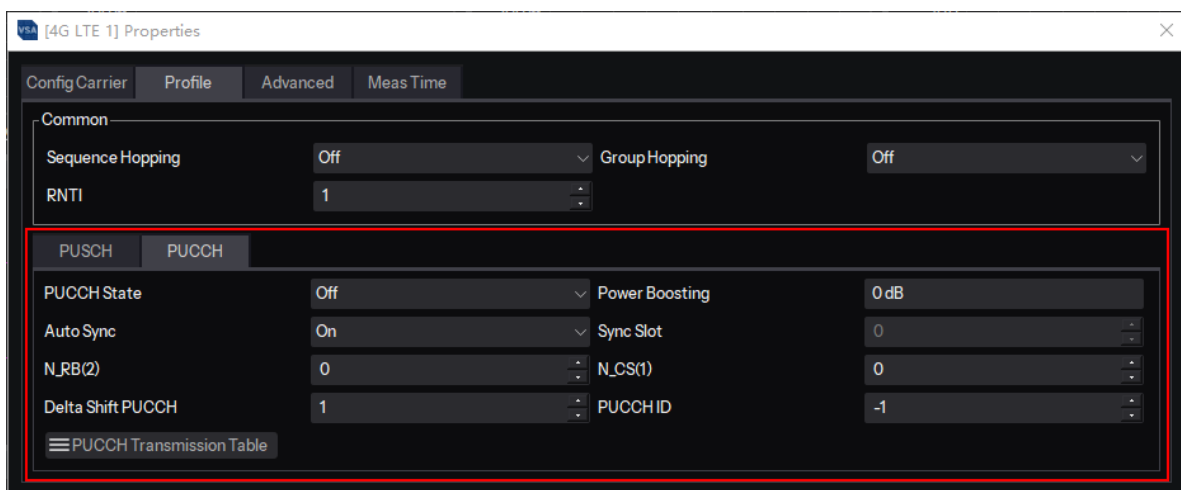 VSA [4G LTE 1] Properties
Config Carrier Profile Advanced Meas Time
Common
Sequence Hopping Off Group Hopping Off
RNTI 1
PUSCH PUCCH
PUCCH State Off Power Boosting 0 dB
Auto Sync On Sync Slot 0
N_RB(2) 0 N_CS(1) 0
Delta Shift PUCCH 1 PUCCH ID -1
PUCCH Transmission Table